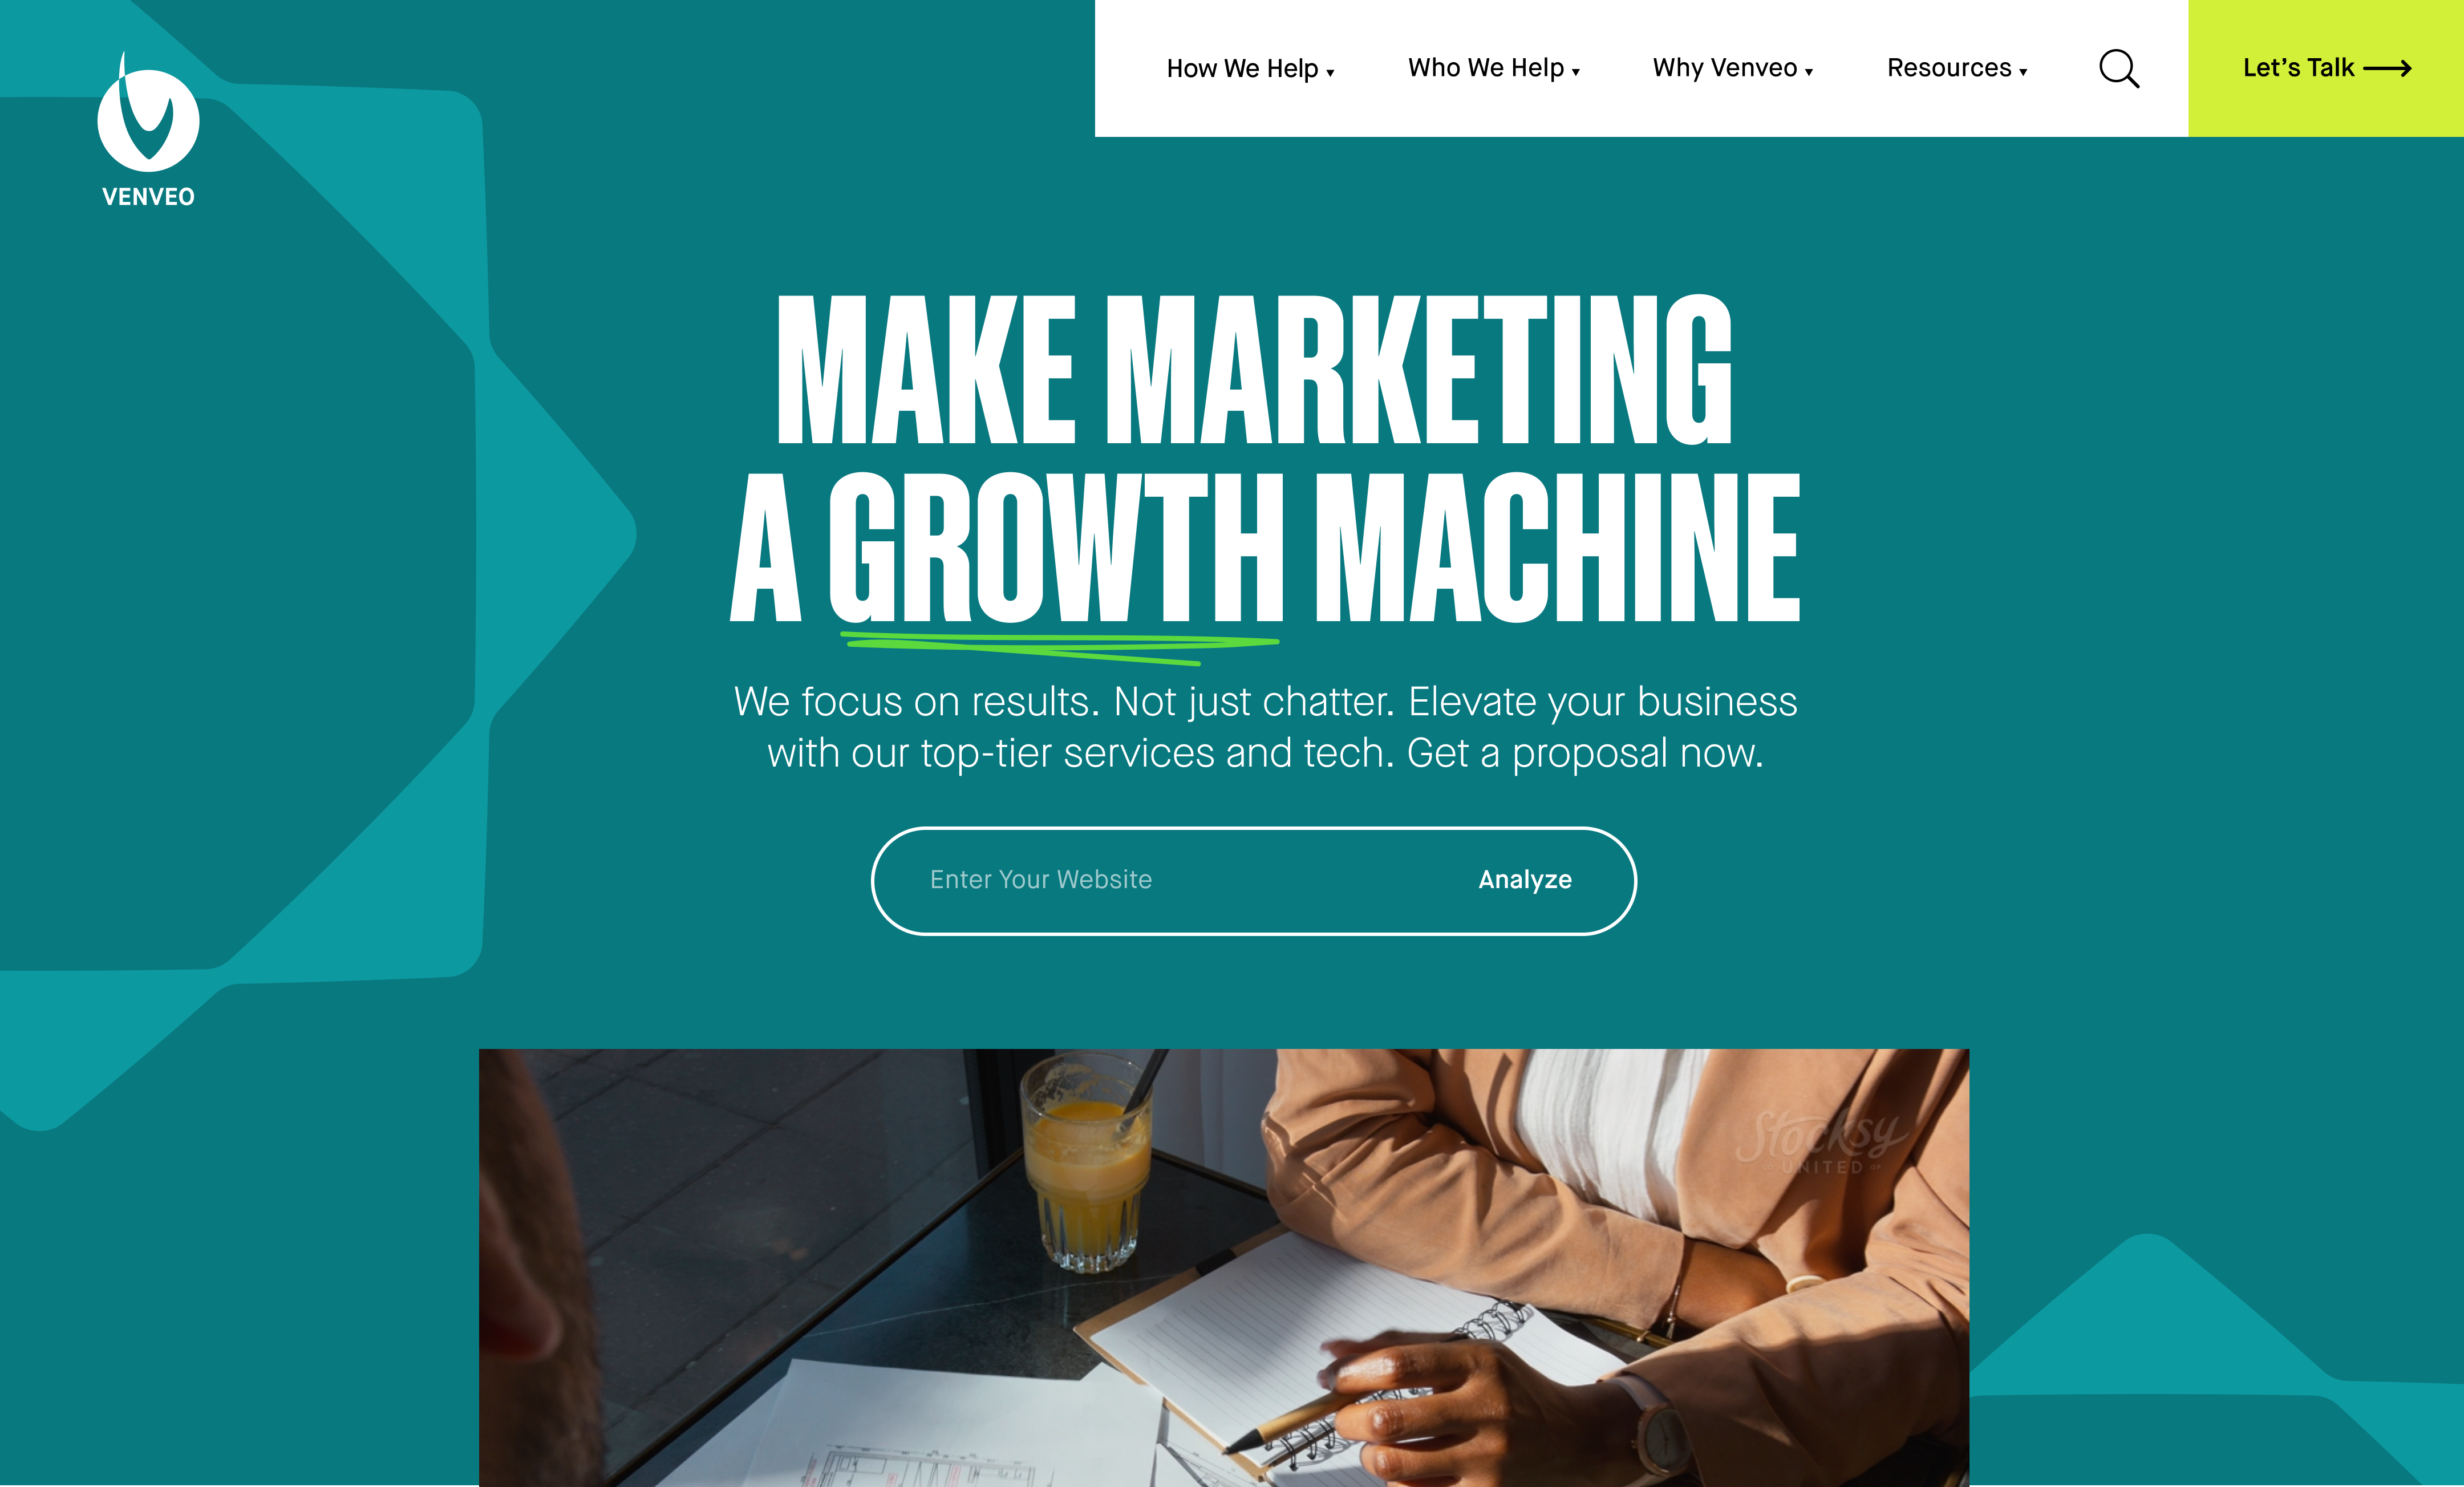 VENVEO
How We Help
Who We Help
Why Venveo
Resources
Let's Talk
MAKE MARKETING
A GROWTH MACHINE
We focus on results. Not just chatter. Elevate your business
with our top-tier services and tech. Get a proposal now.
Enter Your Website
Analyze
Stocksy
UNITED